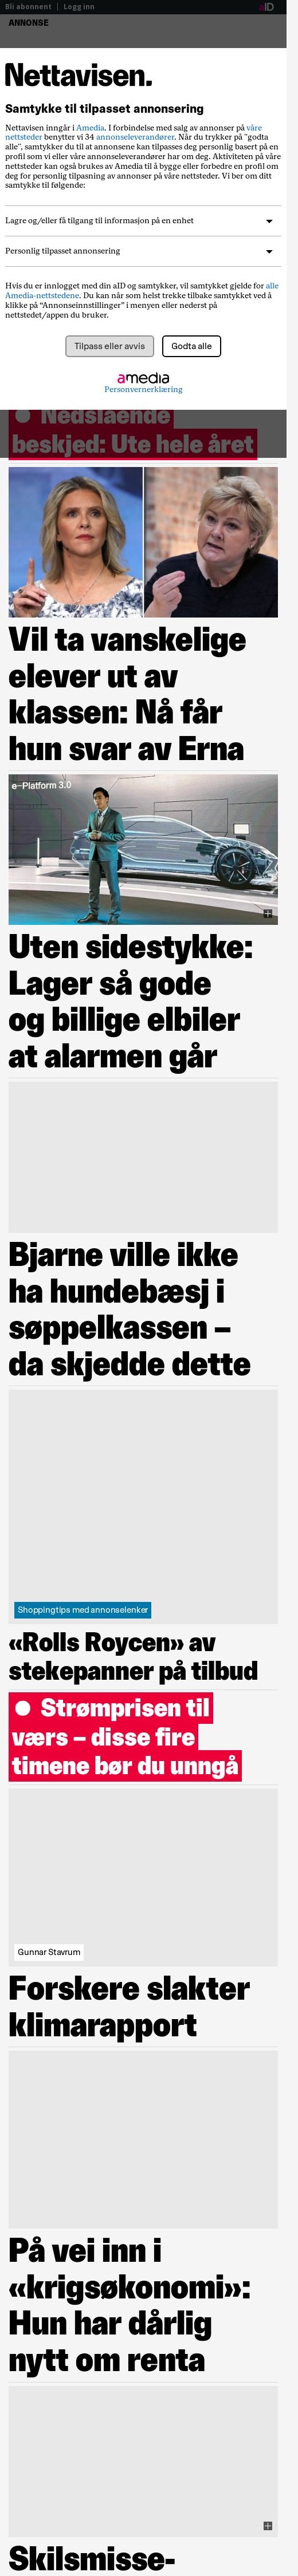 Bli abonnent | Logg inn
aID
ANNONSE
Nettavisen.
Samtykke til tilpasset annonsering
Nettavisen inngår i Amedia. I forbindelse med salg av annonser på våre
nettsteder benytter vi 34 annonseleverandører. Når du trykker på "godta
alle", samtykker du til at annonsene kan tilpasses deg personlig basert på en
profil som vi eller våre annonseleverandører har om deg. Aktiviteten på våre
nettsteder kan også brukes av Amedia til å bygge eller forbedre en profil om
deg for personlig tilpasning av annonser på våre nettsteder. Vi ber om ditt
samtykke til følgende:
Lagre og/eller få tilgang til informasjon på en enhet
Personlig tilpasset annonsering
Hvis du er innlogget med din aID og samtykker, vil samtykket gjelde for alle
Amedia-nettstedene. Du kan når som helst trekke tilbake samtykket ved å
klikke på “Annonseinnstillinger” i menyen eller nederst på
nettstedet/appen du bruker.
Tilpass eller avvis
Godta alle
amedia
Personvernerklæring
Nedslående
beskjed: Ute hele året
Vil ta vanskelige
elever ut av
klassen: Nå får
hun svar av Erna
e-Platform 3.0
Uten sidestykke:
Lager så gode
og billige elbiler
at alarmen går
Bjarne ville ikke
ha hundebæsj i
søppelkassen –
da skjedde dette
Shoppingtips med annonselenker
«Rolls Roycen» av
stekepanner på tilbud
Strømprisen til
værs – disse fire
timene bør du unngå
Gunnar Stavrum
Forskere slakter
klimarapport
På vei inn i
«krigsøkonomi»:
Hun har dårlig
nytt om renta
Skilsmisse-